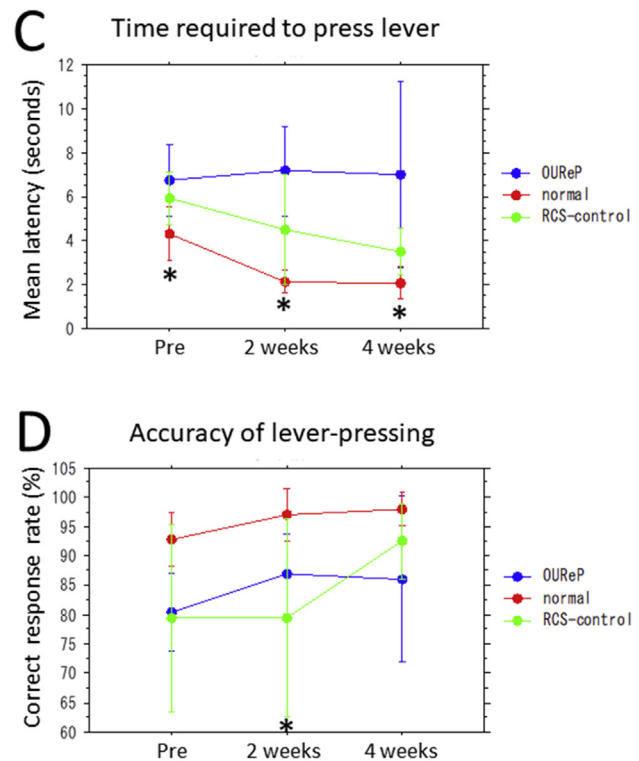 C Time required to press lever
Mean latency (seconds)
12
10
8
6
4
2
0
*
*
*
Pre 2 weeks 4 weeks
OUReP
normal
RCS-control
D Accuracy of lever-pressing
Correct response rate (%)
105
100
95
90
85
80
75
70
65
60
*
Pre 2 weeks 4 weeks
OUReP
normal
RCS-control